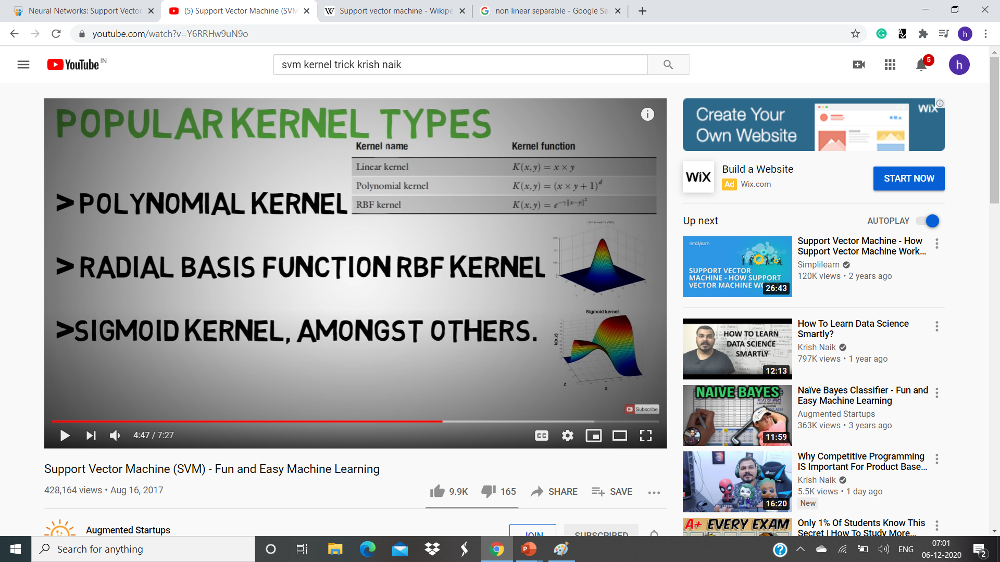 Neural Networks: Support Vector
(5) Support Vector Machine (SVM
Support vector machine - Wikipe
non linear separable - Google Se
youtube.com/watch?v=Y6RRHw9uN9o
h
YouTube IN
svm kernel trick krish naik
5
h
POPULAR KERNEL TYPES
Kernel name Kernel function
Linear kernel K(x,y) = x × y
Polynomial kernel K(x,y) = (x × y + 1)^d
RBF kernel K(x,y) = e^{-γ||x-y||^2}
> POLYNOMIAL KERNEL
> RADIAL BASIS FUNCTION RBF KERNEL
>SIGMOID KERNEL, AMONGST OTHERS.
Sigmoid kernel
k(x,z)
z
x
Subscribe
4:47 / 7:27
CC
Support Vector Machine (SVM) - Fun and Easy Machine Learning
428,164 views • Aug 16, 2017
9.9K 165 SHARE SAVE
Augmented Startups
JOIN SUBSCRIBED
Create Your
Own Website
WiX
WiX
Build a Website
Ad Wix.com
START NOW
Up next
AUTOPLAY
simplilearn
SUPPORT VECTOR
MACHINE - HOW SUPPORT
VECTOR MACHINE WO
26:43
Support Vector Machine - How
Support Vector Machine Work...
Simplilearn
120K views • 2 years ago
HOW TO LEARN
DATA SCIENCE
SMARTLY
12:13
How To Learn Data Science
Smartly?
Krish Naik
797K views • 1 year ago
NAIVE BAYES
11:59
Naïve Bayes Classifier - Fun and
Easy Machine Learning
Augmented Startups
363K views • 3 years ago
16:20
Why Competitive Programming
IS Important For Product Base...
Krish Naik
5.5K views • 1 day ago
New
A+ EVERY EXAM
Only 1% Of Students Know This
Secret | How To Study More...
Search for anything
ENG
07:01
06-12-2020
2